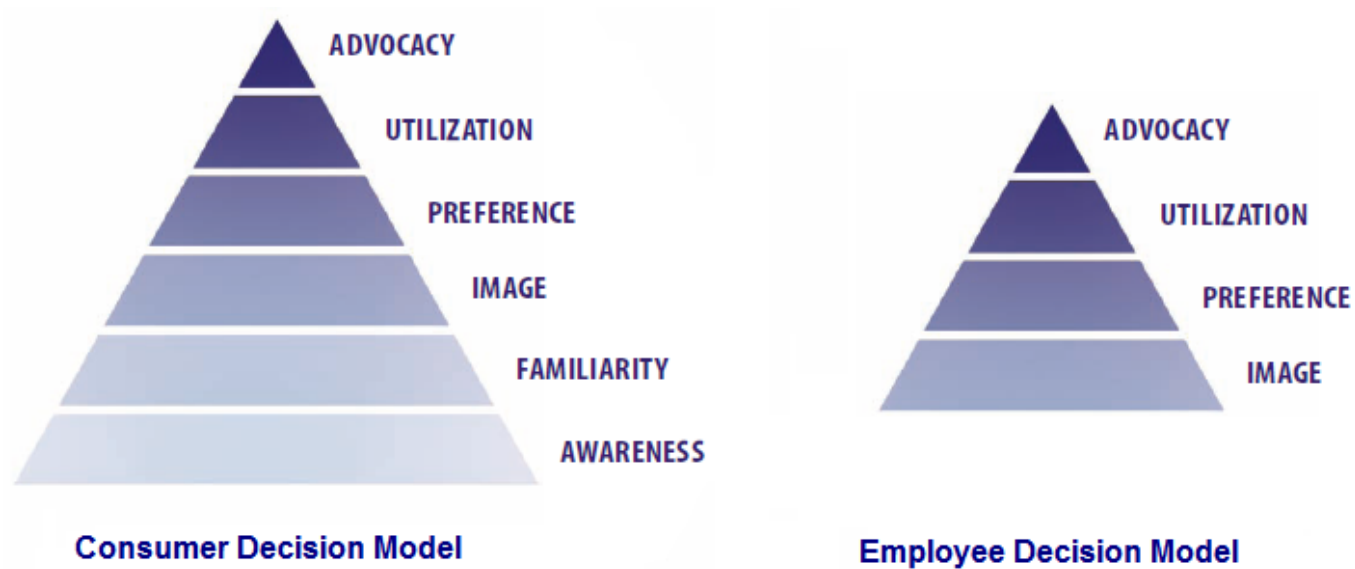 ADVOCACY
UTILIZATION
PREFERENCE
IMAGE
FAMILIARITY
AWARENESS
Consumer Decision Model
ADVOCACY
UTILIZATION
PREFERENCE
IMAGE
Employee Decision Model